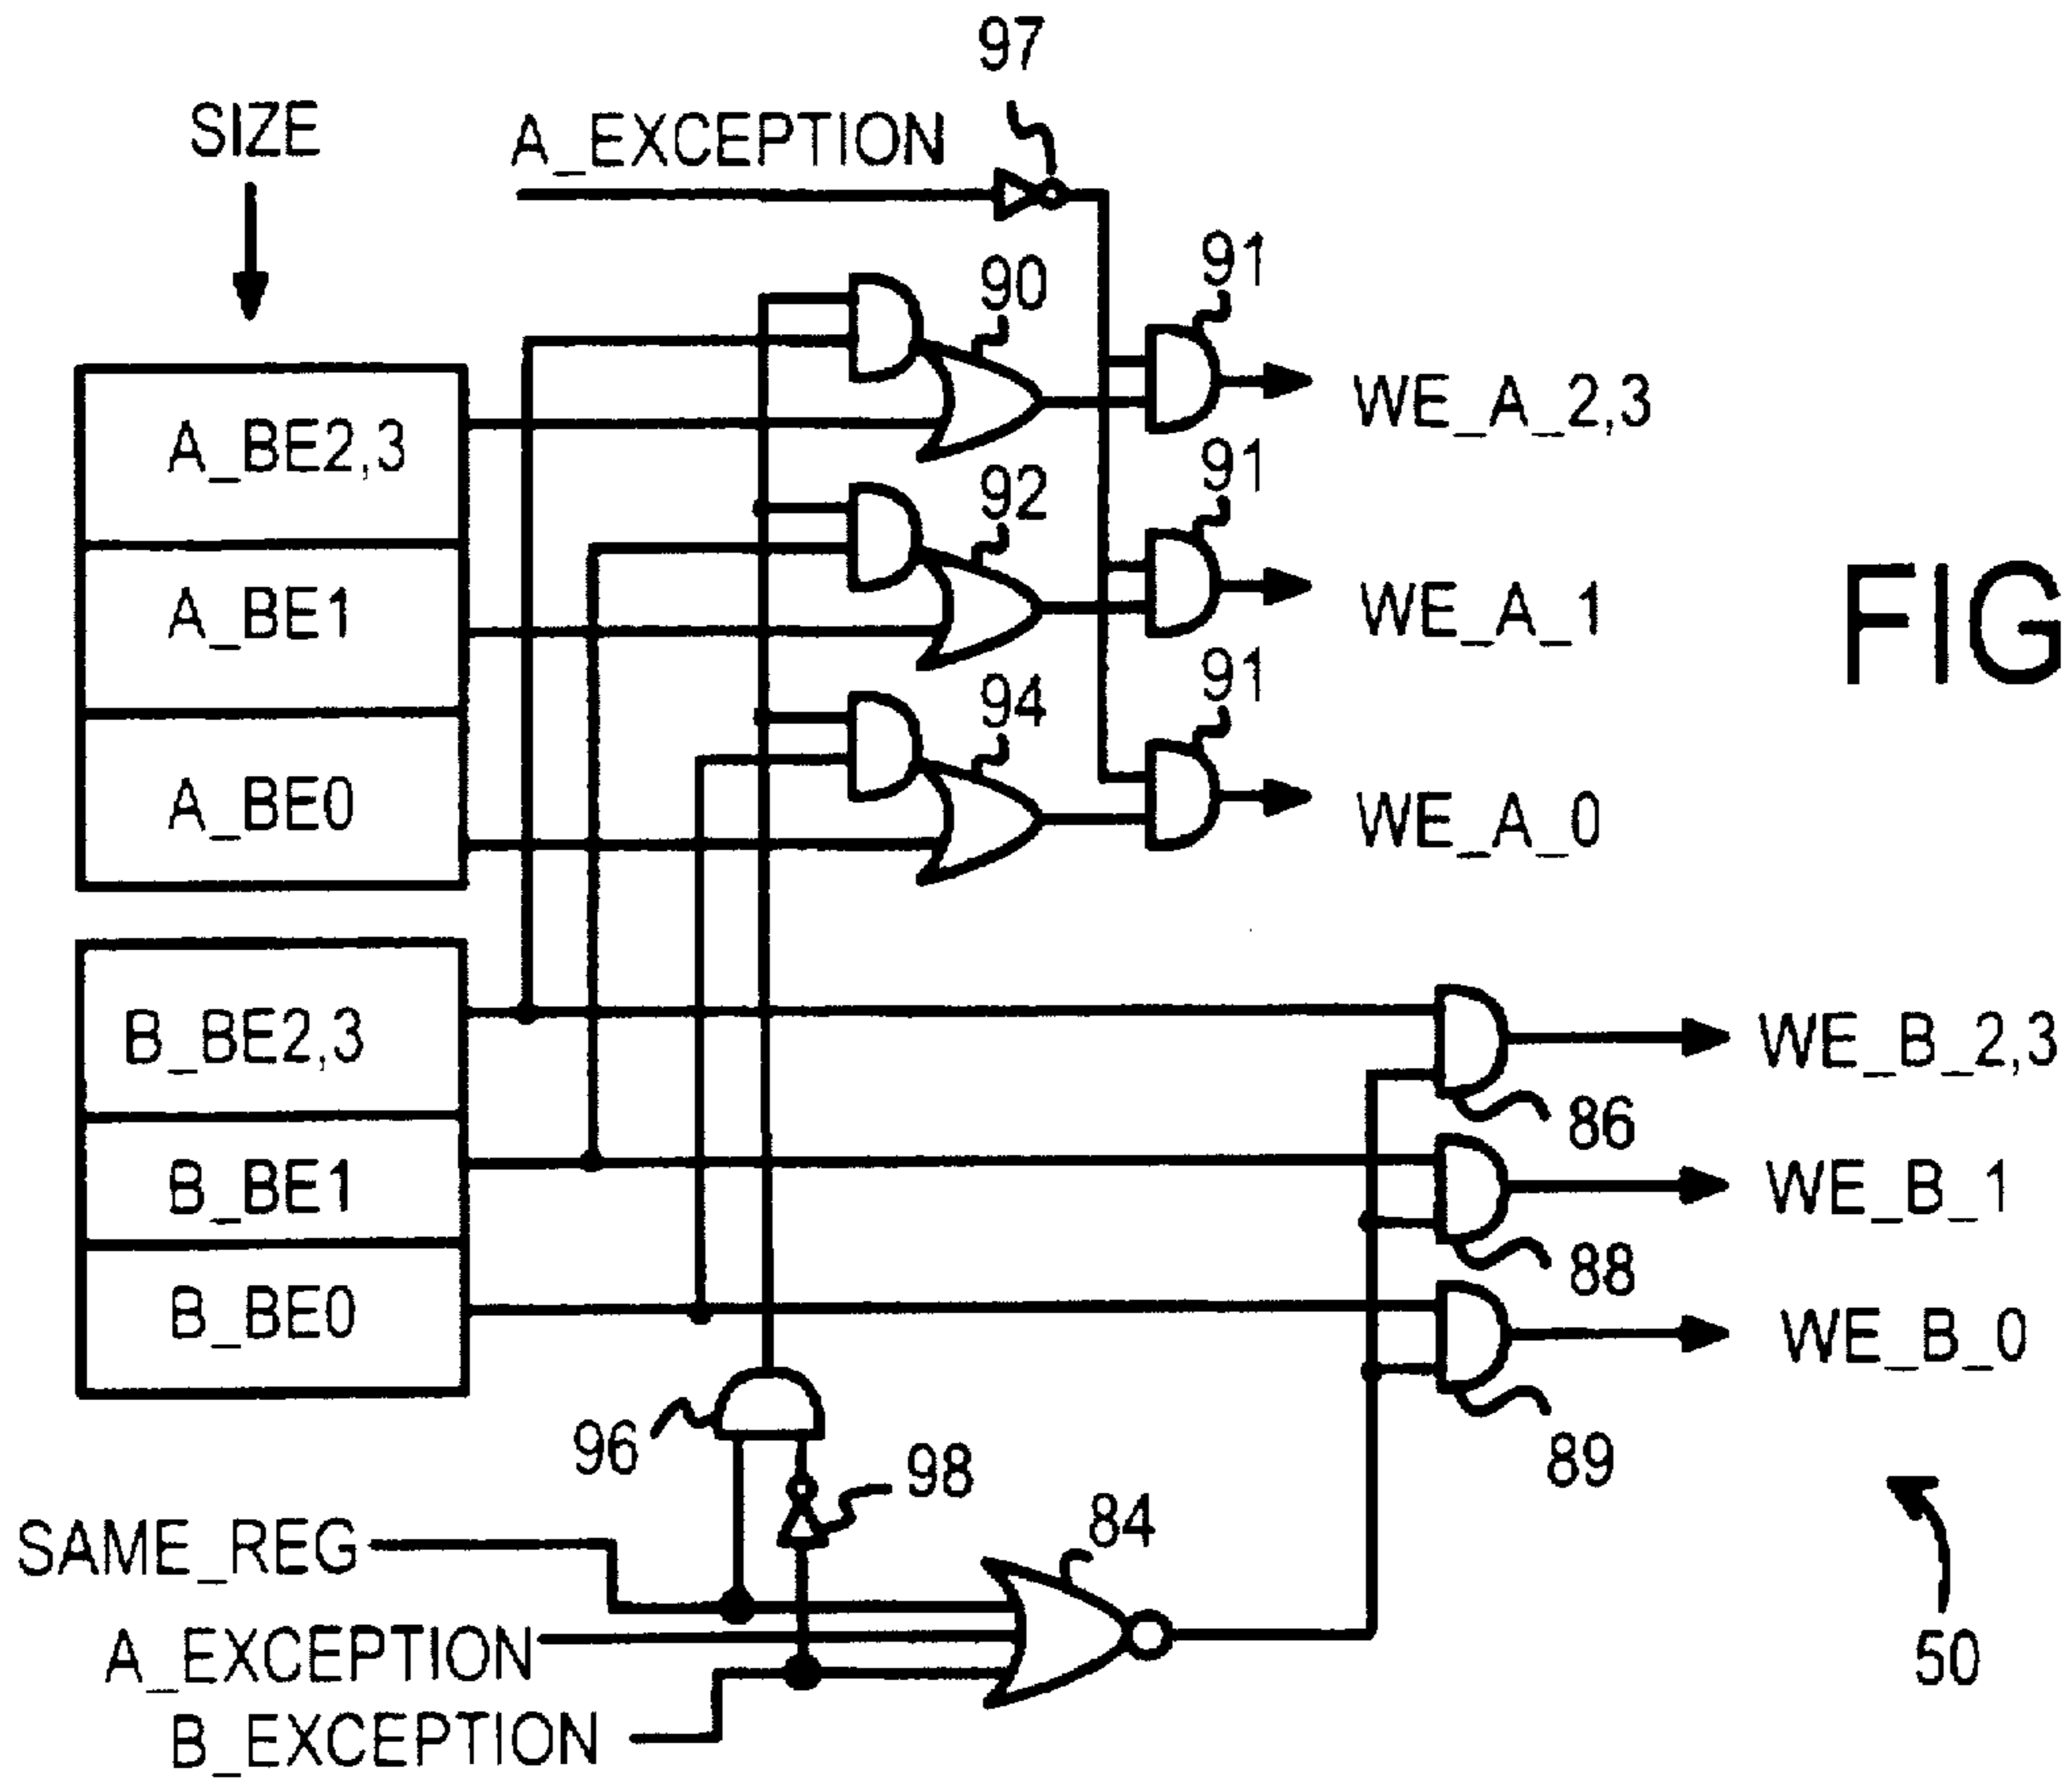 97
SIZE
A_EXCEPTION
90
91
A_BE2,3
WE_A_2,3
92
91
A_BE1
WE_A_1
FIG
94
91
A_BE0
WE_A_0
B_BE2,3
WE_B_2,3
86
B_BE1
WE_B_1
88
B_BE0
WE_B_0
96
98
89
84
SAME_REG
A_EXCEPTION
50
B_EXCEPTION